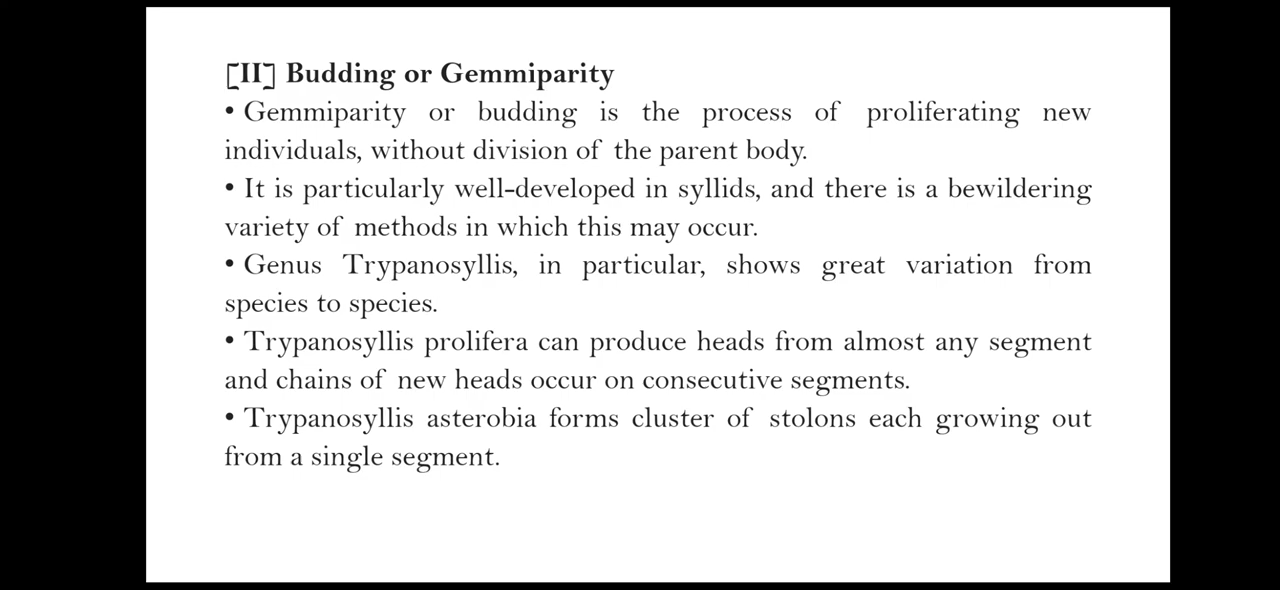 [II] Budding or Gemmiparity
• Gemmiparity or budding is the process of proliferating new
individuals, without division of the parent body.
• It is particularly well-developed in syllids, and there is a bewildering
variety of methods in which this may occur.
• Genus Trypanosyllis, in particular, shows great variation from
species to species.
• Trypanosyllis prolifera can produce heads from almost any segment
and chains of new heads occur on consecutive segments.
• Trypanosyllis asterobia forms cluster of stolons each growing out
from a single segment.